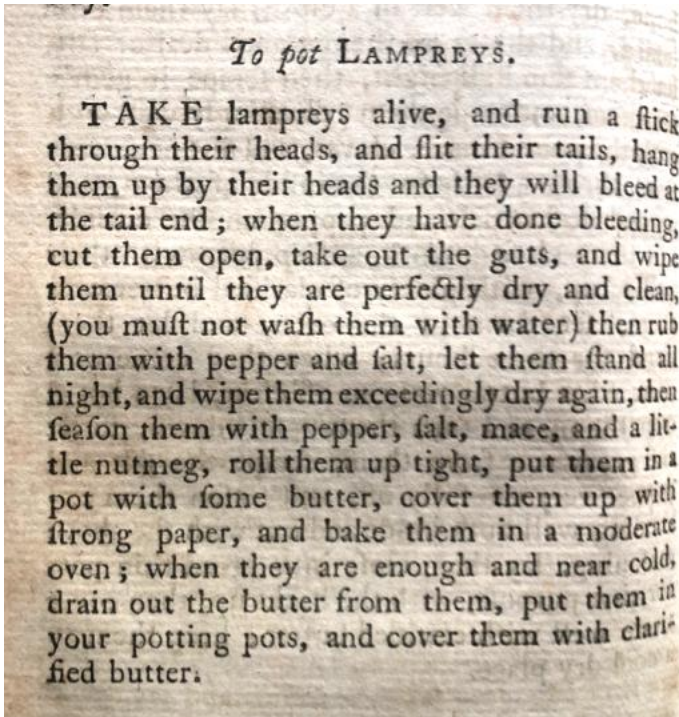 To pot LAMPREYS.
TAKE lampreys alive, and run a ſtick
through their heads, and ſlit their tails, hang
them up by their heads and they will bleed at
the tail end; when they have done bleeding,
cut them open, take out the guts, and wipe
them until they are perfectly dry and clean,
(you muſt not waſh them with water) then rub
them with pepper and ſalt, let them ſtand all
night, and wipe them exceedingly dry again, then
ſeaſon them with pepper, ſalt, mace, and a lit-
tle nutmeg, roll them up tight, put them in a
pot with ſome butter, cover them up with
ſtrong paper, and bake them in a moderate
oven; when they are enough and near cold,
drain out the butter from them, put them in
your potting pots, and cover them with clari-
fied butter.